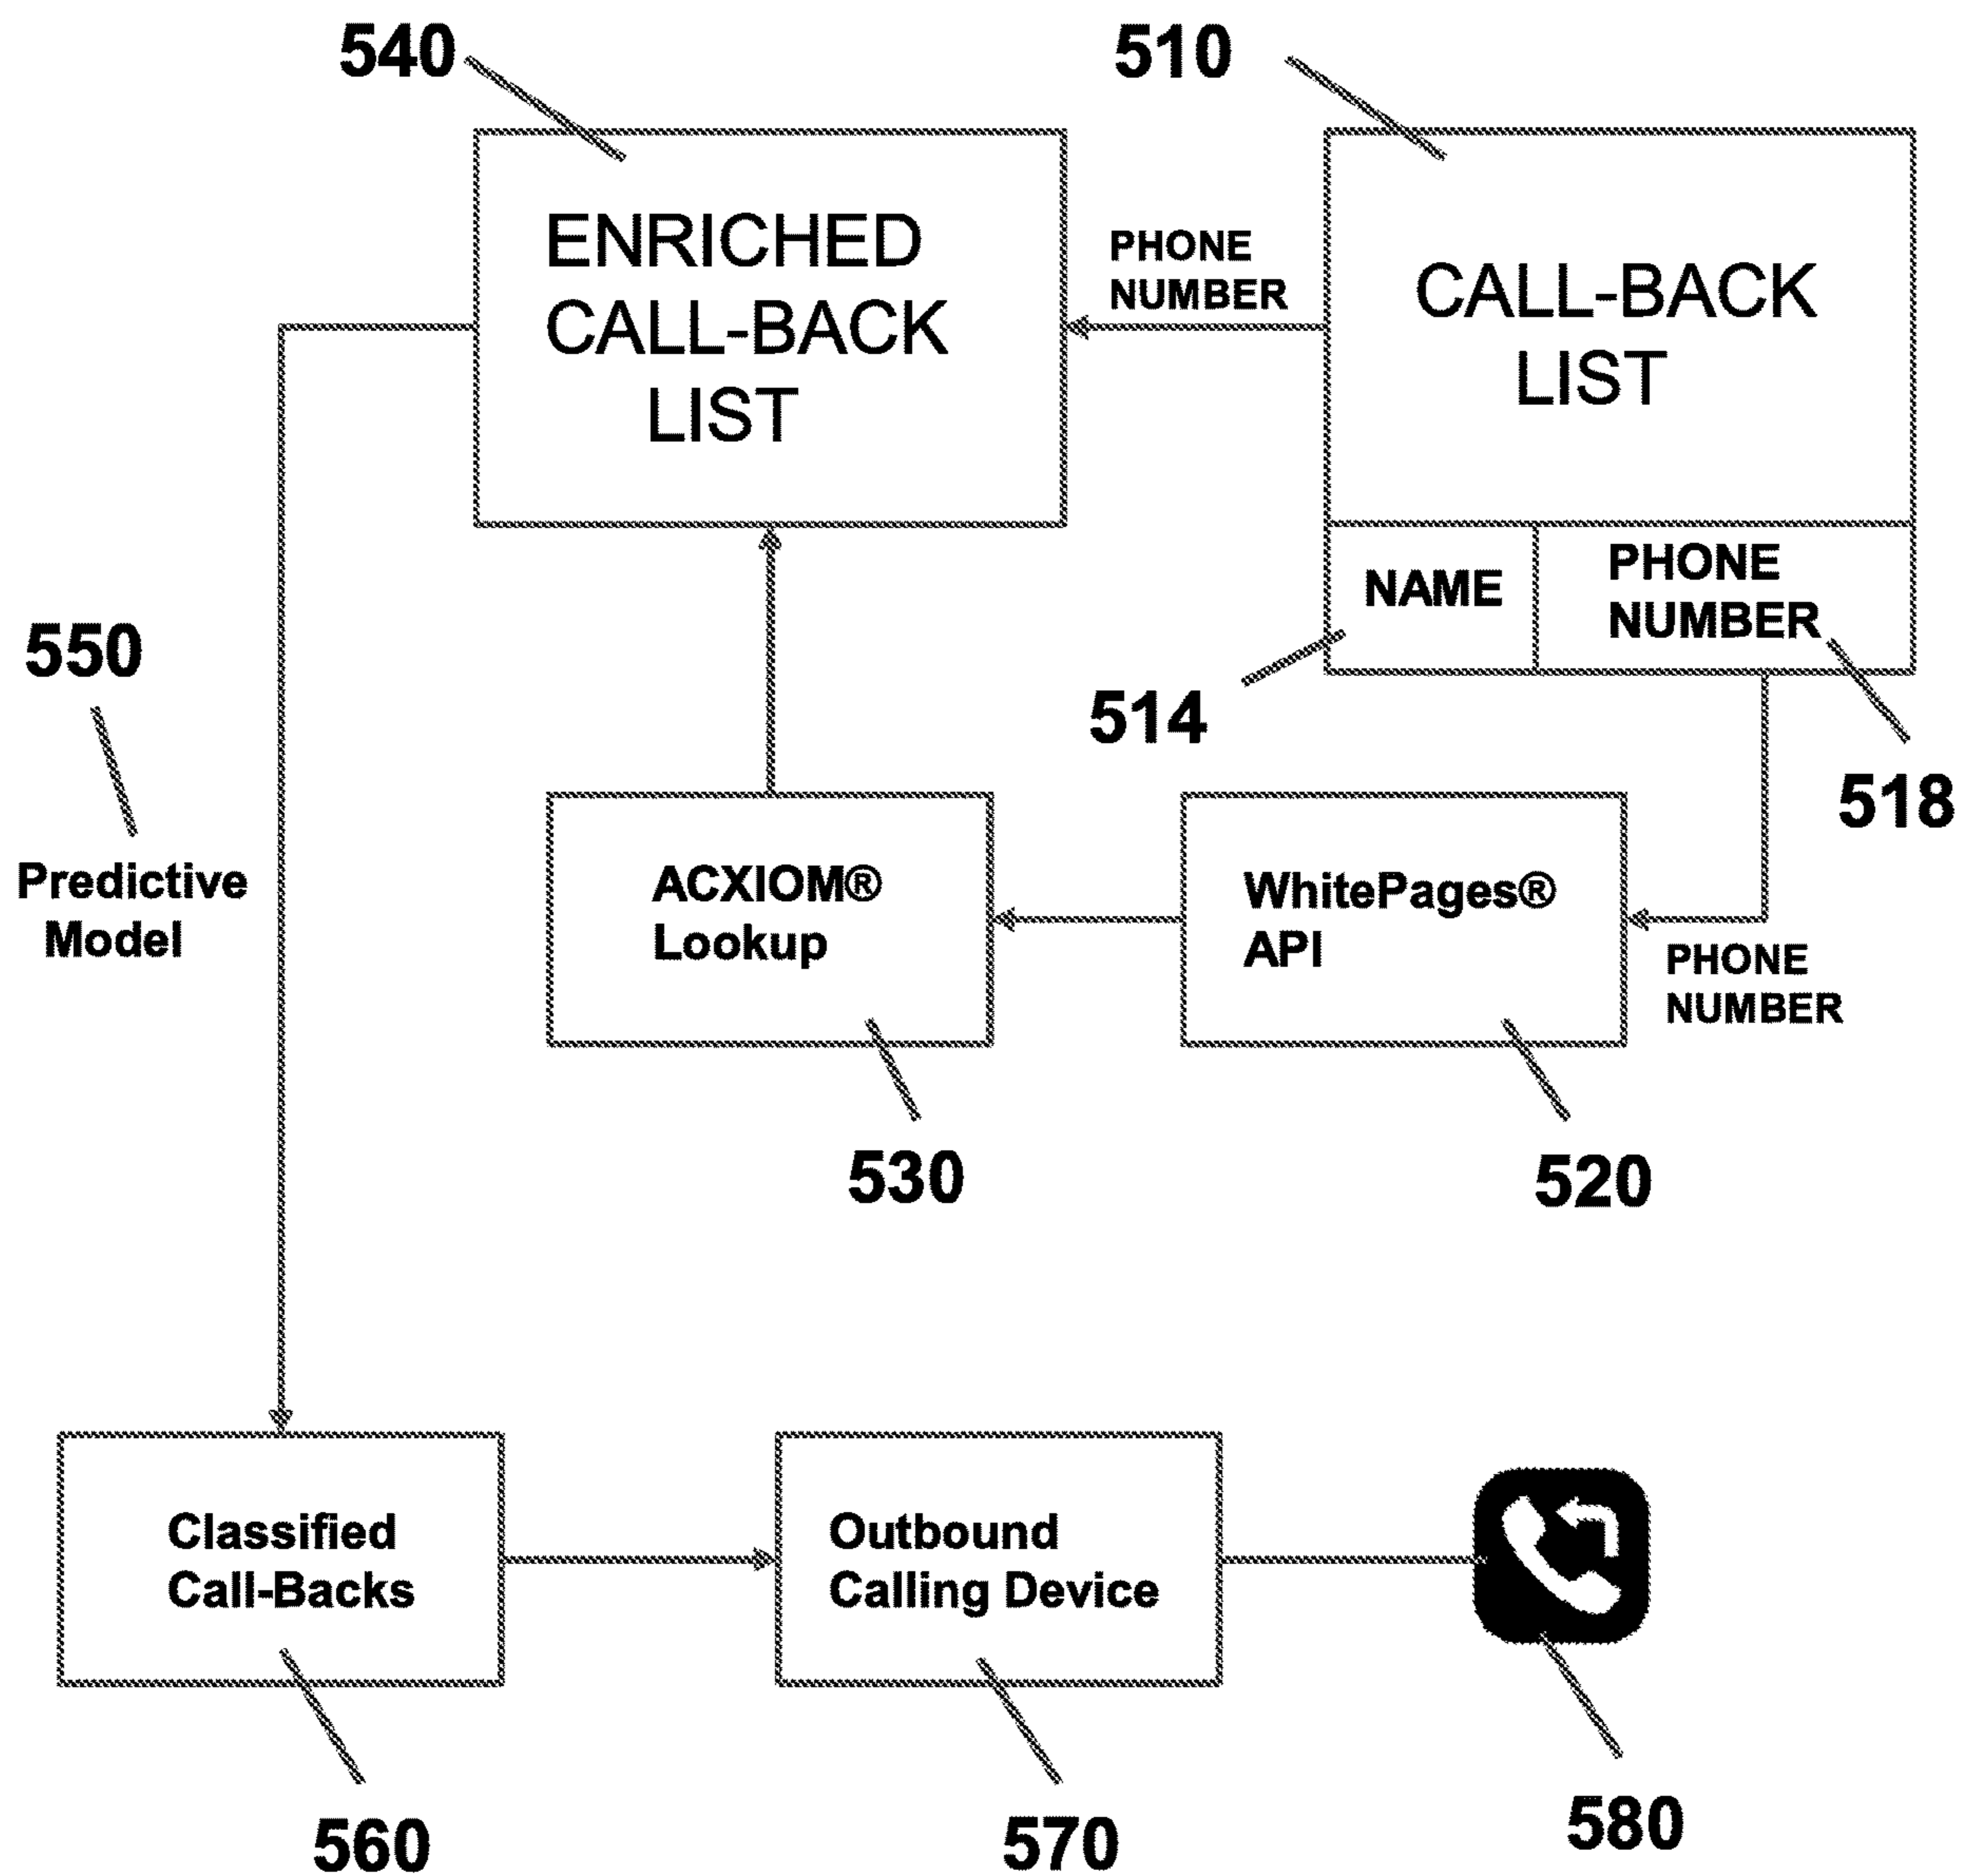 540
510
ENRICHED
CALL-BACK
LIST
PHONE
NUMBER
CALL-BACK
LIST
NAME
PHONE
NUMBER
514
518
550
Predictive
Model
ACXIOM®
Lookup
WhitePages®
API
PHONE
NUMBER
530
520
Classified
Call-Backs
Outbound
Calling Device
560
570
580